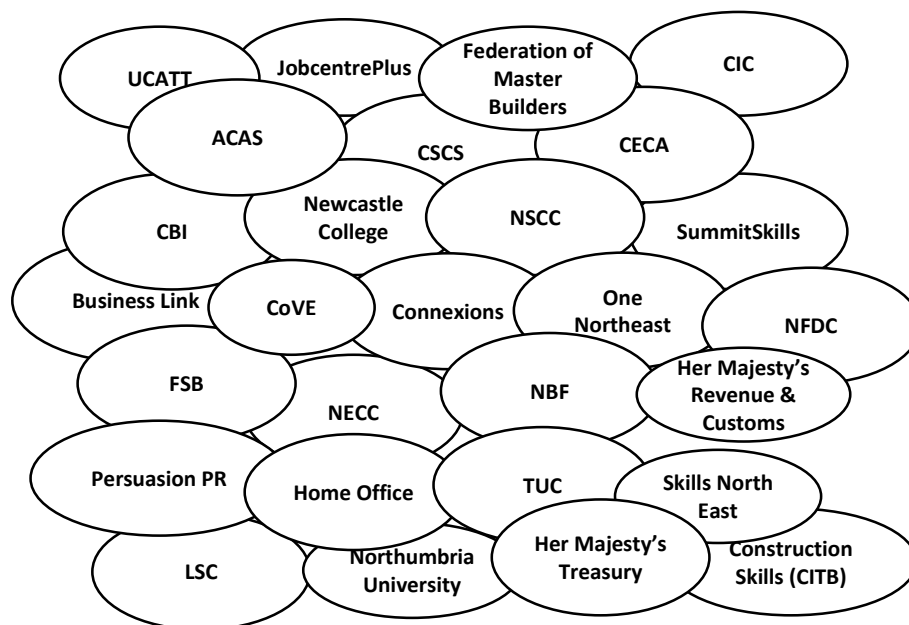 UCATT
JobcentrePlus
Federation of
Master
Builders
CIC
ACAS
CSCS
CECA
CBI
Newcastle
College
NSCC
SummitSkills
Business Link
CoVE
Connexions
One
Northeast
NFDC
FSB
NECC
NBF
Her Majesty’s
Revenue &
Customs
Persuasion PR
Home Office
TUC
Skills North
East
LSC
Northumbria
University
Her Majesty’s
Treasury
Construction
Skills (CITB)